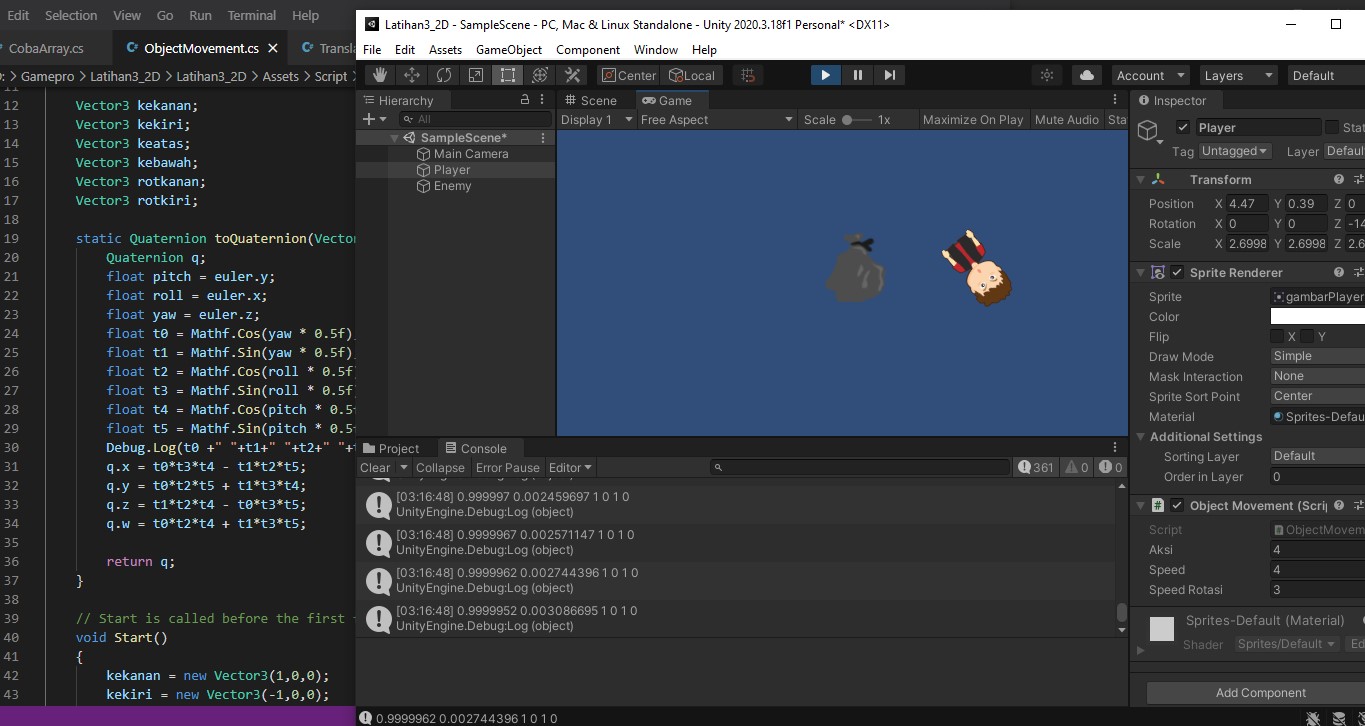 Edit Selection View Go Run Terminal Help
CobaArray.cs ObjectMovement.cs Transla
> Gamepro > Latihan3_2D > Latihan3_2D > Assets > Script >
12 Vector3 kekanan;
13 Vector3 kekiri;
14 Vector3 keatas;
15 Vector3 kebawah;
16 Vector3 rotkanan;
17 Vector3 rotkiri;
18
19 static Quaternion toQuaternion(Vector
20 Quaternion q;
21 float pitch = euler.y;
22 float roll = euler.x;
23 float yaw = euler.z;
24 float t0 = Mathf.Cos(yaw * 0.5f)
25 float t1 = Mathf.Sin(yaw * 0.5f)
26 float t2 = Mathf.Cos(roll * 0.5f
27 float t3 = Mathf.Sin(roll * 0.5f
28 float t4 = Mathf.Cos(pitch * 0.5
29 float t5 = Mathf.Sin(pitch * 0.5
30 Debug.Log(t0 +" "+t1+" "+t2+" "+t
31 q.x = t0*t3*t4 - t1*t2*t5;
32 q.y = t0*t2*t5 + t1*t3*t4;
33 q.z = t1*t2*t4 - t0*t3*t5;
34 q.w = t0*t2*t4 + t1*t3*t5;
35
36 return q;
37 }
38
39 // Start is called before the first
40 void Start()
41 {
42 kekanan = new Vector3(1,0,0);
43 kekiri = new Vector3(-1,0,0);
Latihan3_2D - SampleScene - PC, Mac & Linux Standalone - Unity 2020.3.18f1 Personal* <DX11>
File Edit Assets GameObject Component Window Help
Center Local Account Layers Default
Hierarchy
All
SampleScene*
Main Camera
Player
Enemy
Scene Game
Display 1 Free Aspect Scale 1x Maximize On Play Mute Audio Sta
Project Console
Clear Collapse Error Pause Editor 361 0 0
UnityEngine.Debug:Log (object)
[03:16:48] 0.999997 0.002459697 1 0 1 0
UnityEngine.Debug:Log (object)
[03:16:48] 0.9999967 0.002571147 1 0 1 0
UnityEngine.Debug:Log (object)
[03:16:48] 0.9999962 0.002744396 1 0 1 0
UnityEngine.Debug:Log (object)
[03:16:48] 0.9999952 0.003086695 1 0 1 0
UnityEngine.Debug:Log (object)
0.9999962 0.002744396 1 0 1 0
Inspector
Player Stat
Tag Untagged Layer Defaul
Transform
Position X 4.47 Y 0.39 Z 0
Rotation X 0 Y 0 Z -14
Scale X 2.6998 Y 2.6998 Z 2.6
Sprite Renderer
Sprite gambarPlayer
Color
Flip X Y
Draw Mode Simple
Mask Interaction None
Sprite Sort Point Center
Material Sprites-Defau
Additional Settings
Sorting Layer Default
Order in Layer 0
Object Movement (Scri
Script ObjectMovem
Aksi 4
Speed 4
Speed Rotasi 3
Sprites-Default (Material)
Shader Sprites/Default Ed
Add Component